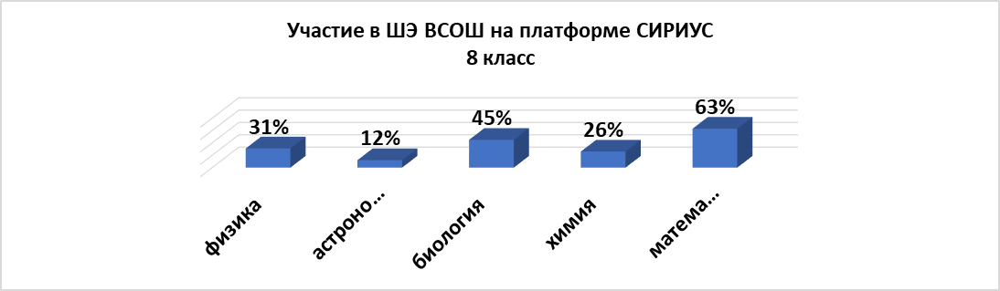 Участие в ШЭ ВСОШ на платформе СИРИУС
8 класс
31%
12%
45%
26%
63%
физика
астроно...
биология
химия
матема...